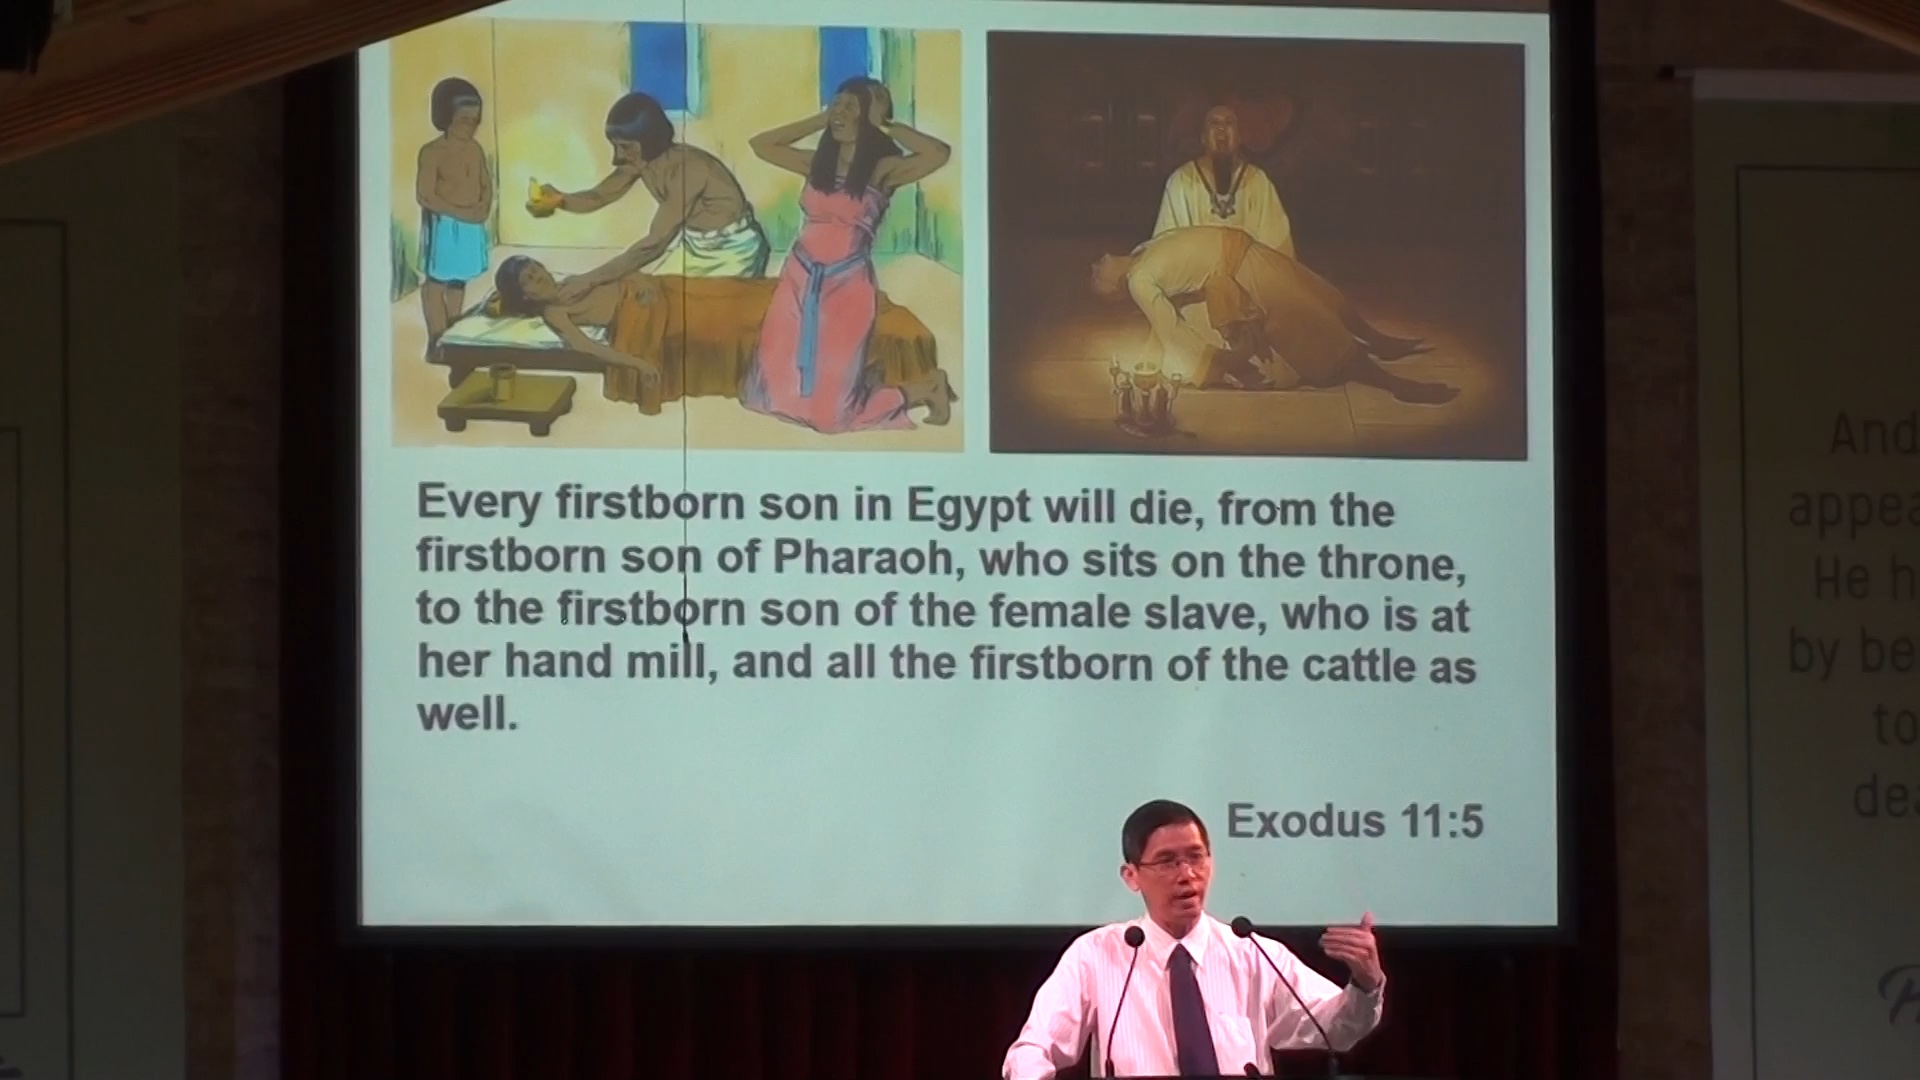 Every firstborn son in Egypt will die, from the
firstborn son of Pharaoh, who sits on the throne,
to the firstborn son of the female slave, who is at
her hand mill, and all the firstborn of the cattle as
well.
Exodus 11:5
And
He h
by be
to